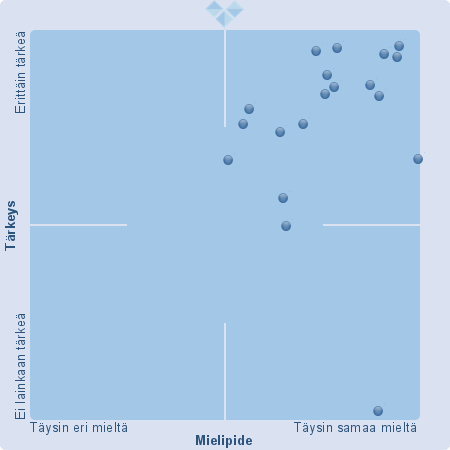 Erittäin tärkeä
Tärkeys
Ei lainkaan tärkeä
Täysin eri mieltä
Täysin samaa mieltä
Mielipide